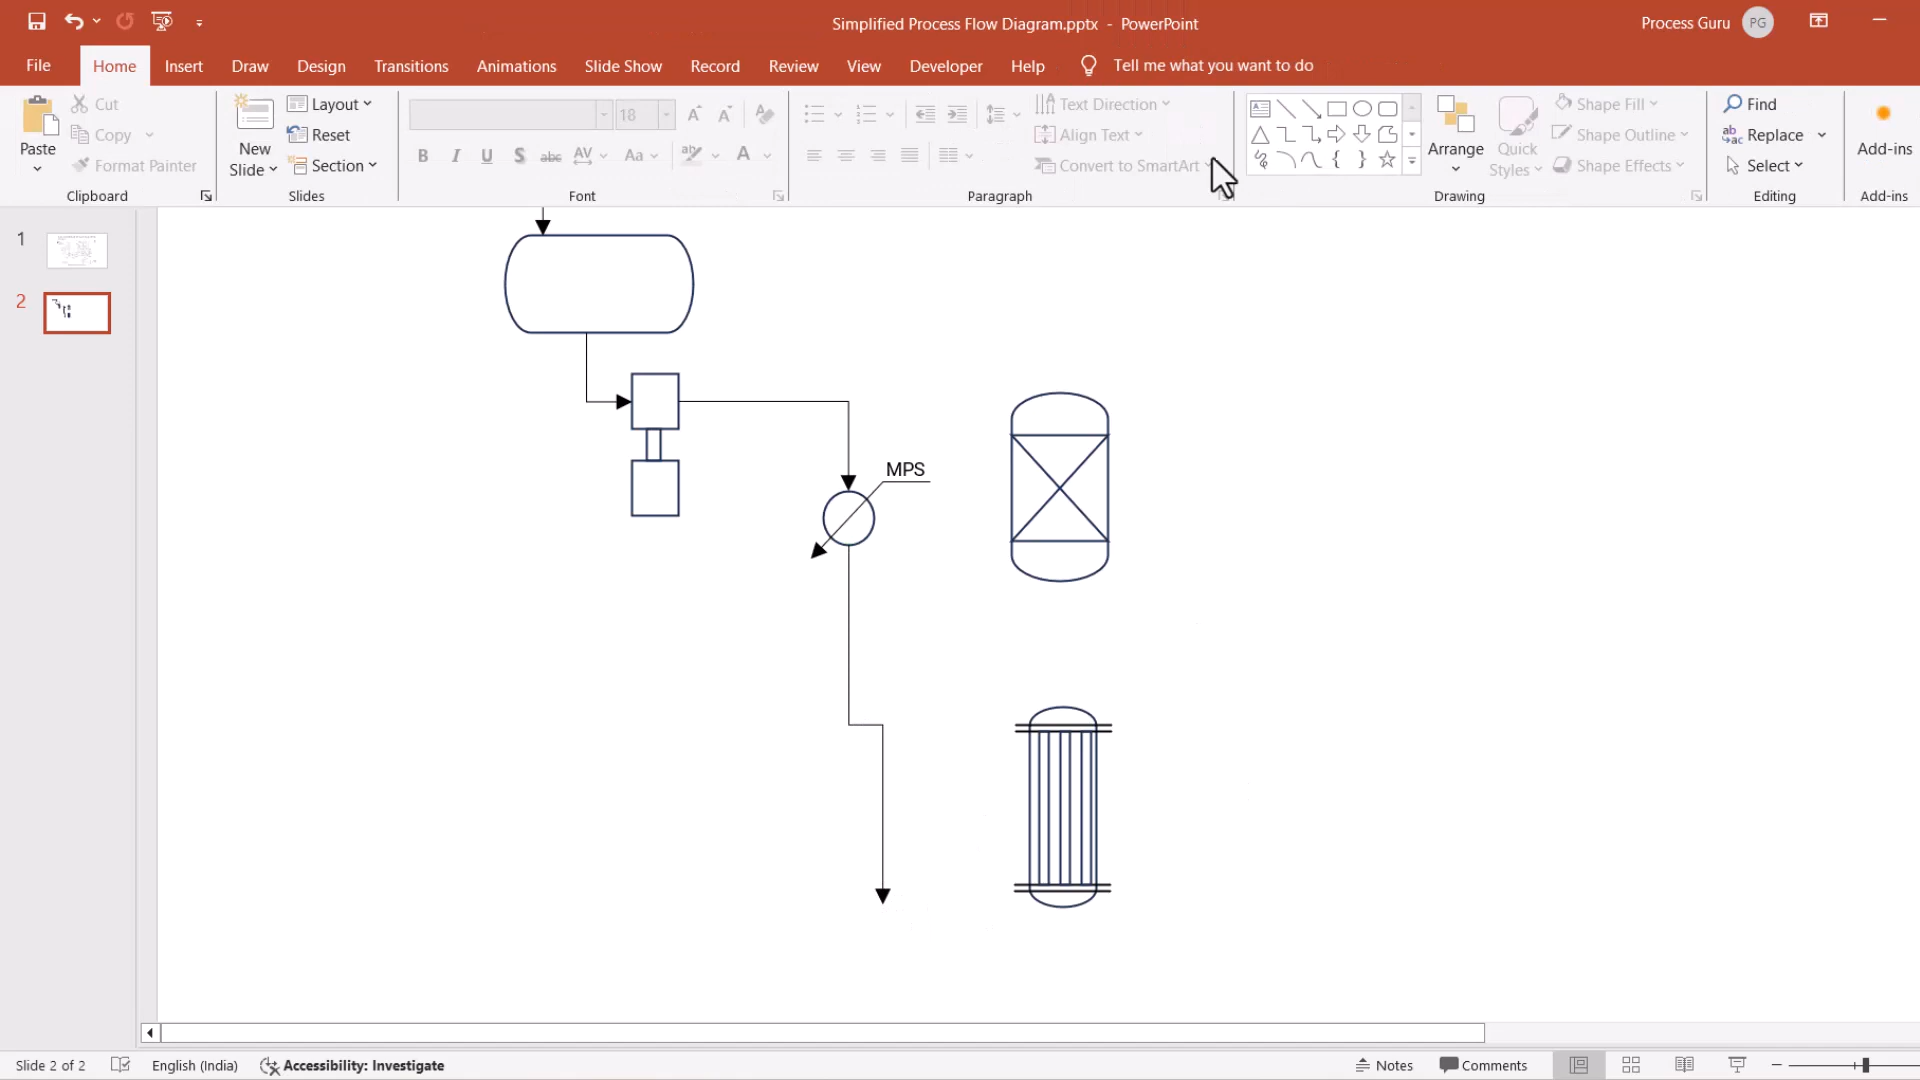 Simplified Process Flow Diagram.pptx - PowerPoint
Process Guru PG
File Home Insert Draw Design Transitions Animations Slide Show Record Review View Developer Help Tell me what you want to do
Paste
Cut
Copy
Format Painter
Clipboard
New
Slide
Layout
Reset
Section
Slides
18
B I U S abc AV Aa A
Font
Text Direction
Align Text
Convert to SmartArt
Paragraph
Arrange
Quick
Styles
Shape Fill
Shape Outline
Shape Effects
Drawing
Find
Replace
Select
Editing
Add-ins
Add-ins
1
2
MPS
Slide 2 of 2 English (India) Accessibility: Investigate Notes Comments